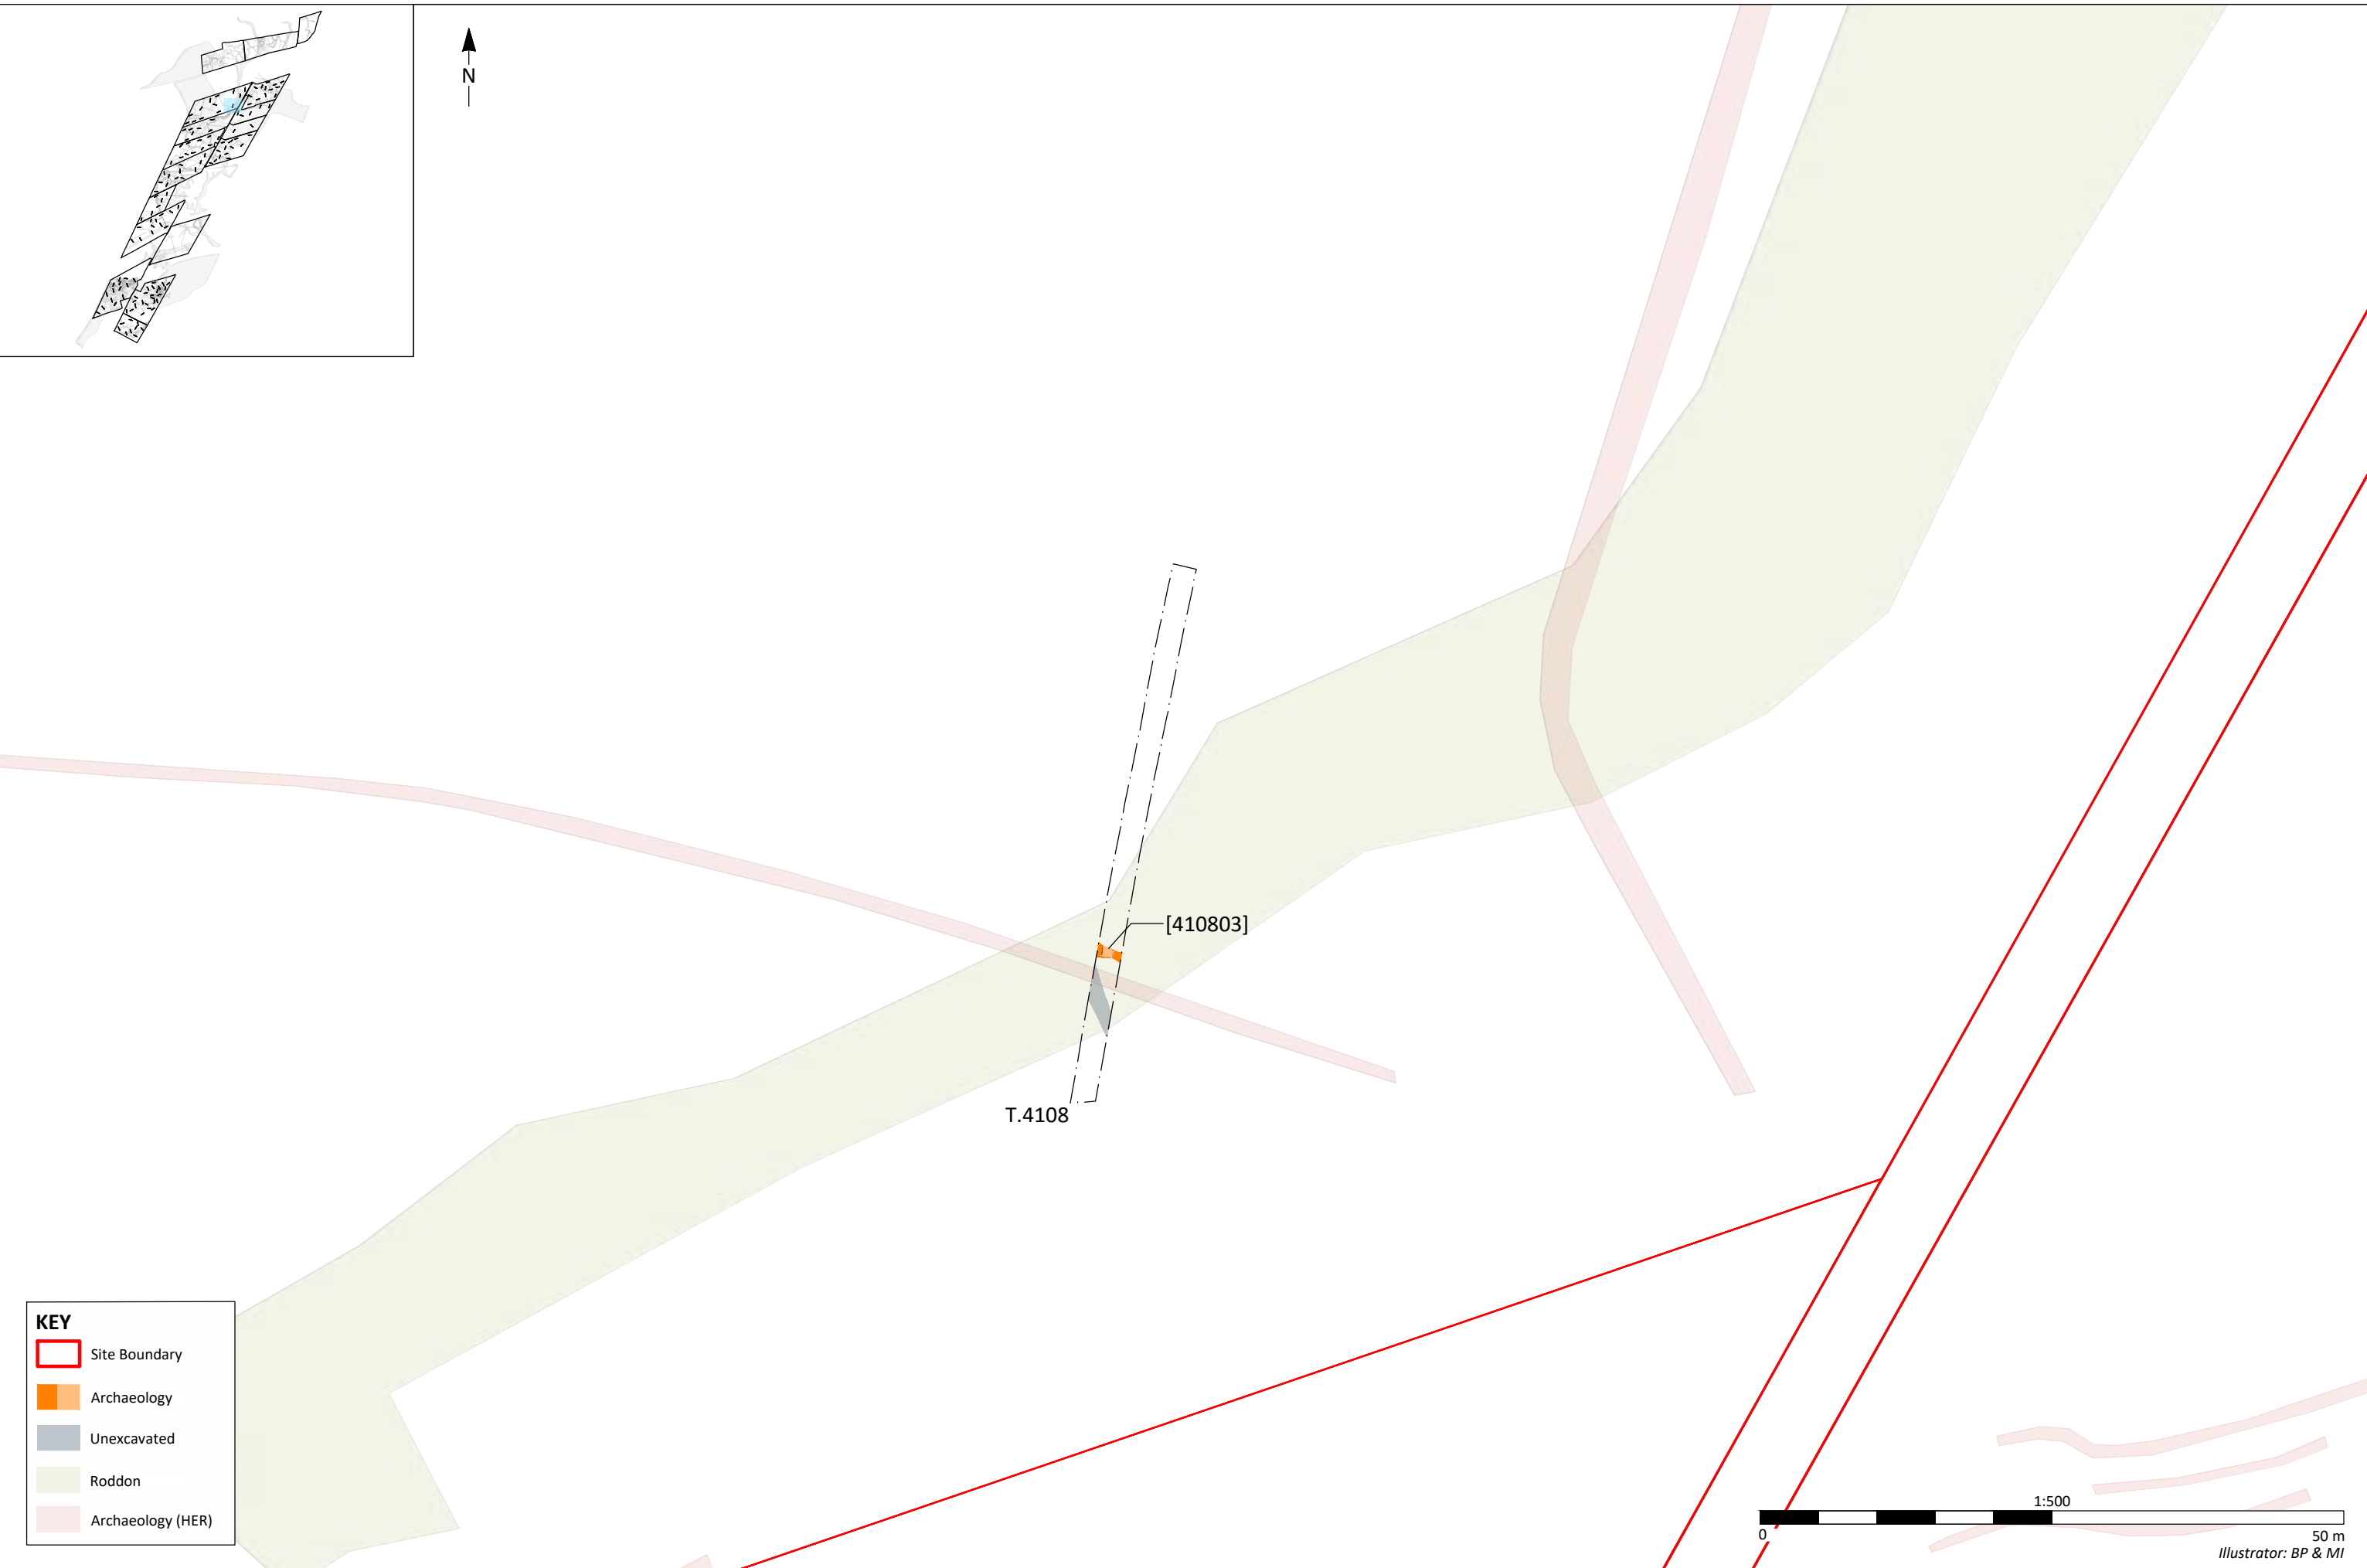 N
[410803]
T.4108
KEY
Site Boundary
Archaeology
Unexcavated
Roddon
Archaeology (HER)
1:500
0
50 m
Illustrator: BP & MI